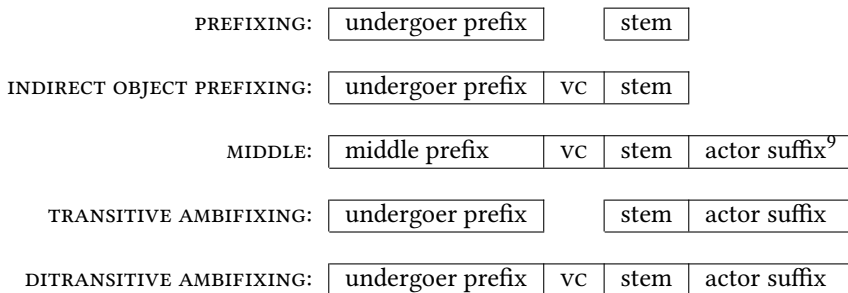 PREFIXING: undergoer prefix stem
INDIRECT OBJECT PREFIXING: undergoer prefix VC stem
MIDDLE: middle prefix VC stem actor suffix⁹
TRANSITIVE AMBIFIXING: undergoer prefix stem actor suffix
DITRANSITIVE AMBIFIXING: undergoer prefix VC stem actor suffix